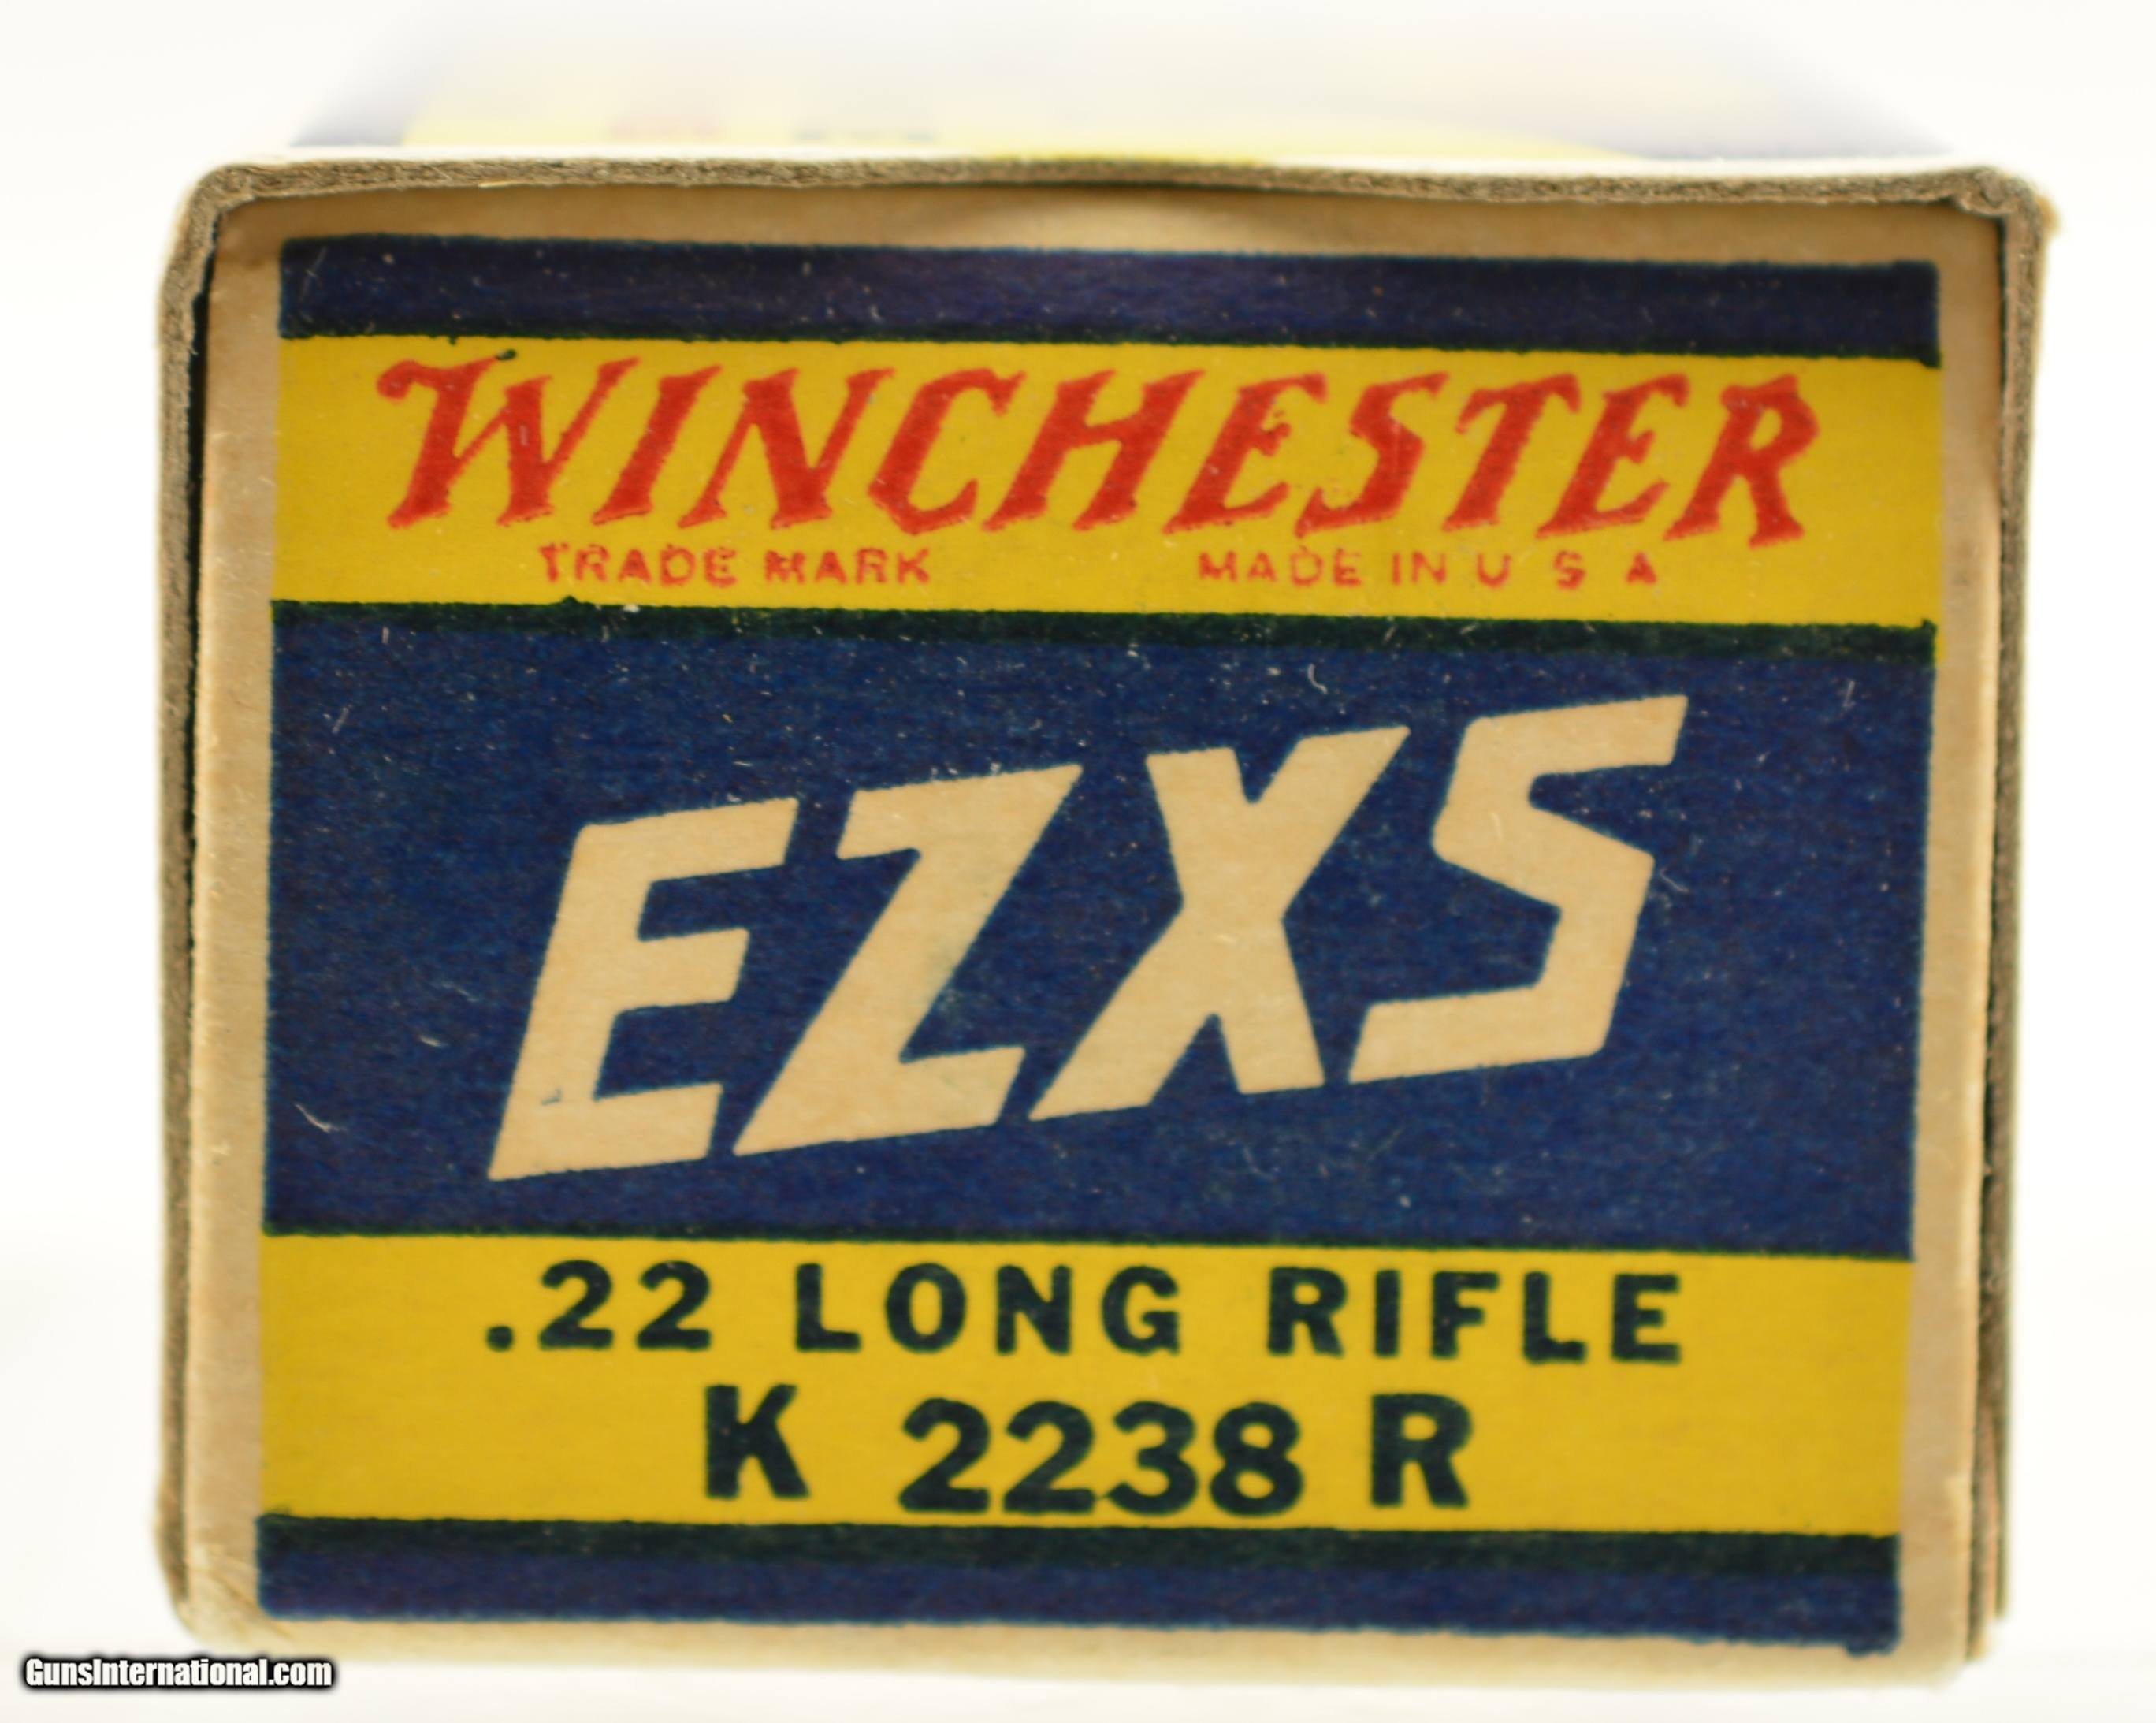 WINCHESTER
TRADE MARK MADE IN U S A
EZXS
.22 LONG RIFLE
K 2238 R
GunsInternational.com